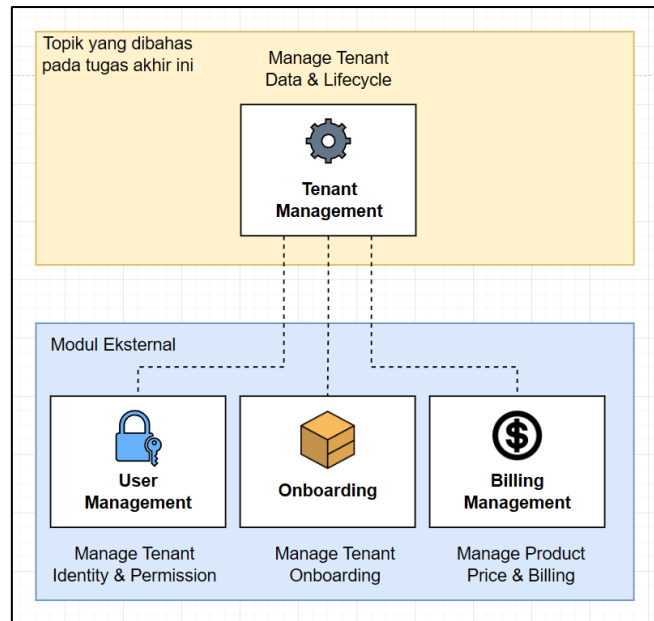 Topik yang dibahas
pada tugas akhir ini
Manage Tenant
Data & Lifecycle
Tenant
Management
Modul Eksternal
User
Management
Onboarding
Billing
Management
Manage Tenant
Identity & Permission
Manage Tenant
Onboarding
Manage Product
Price & Billing